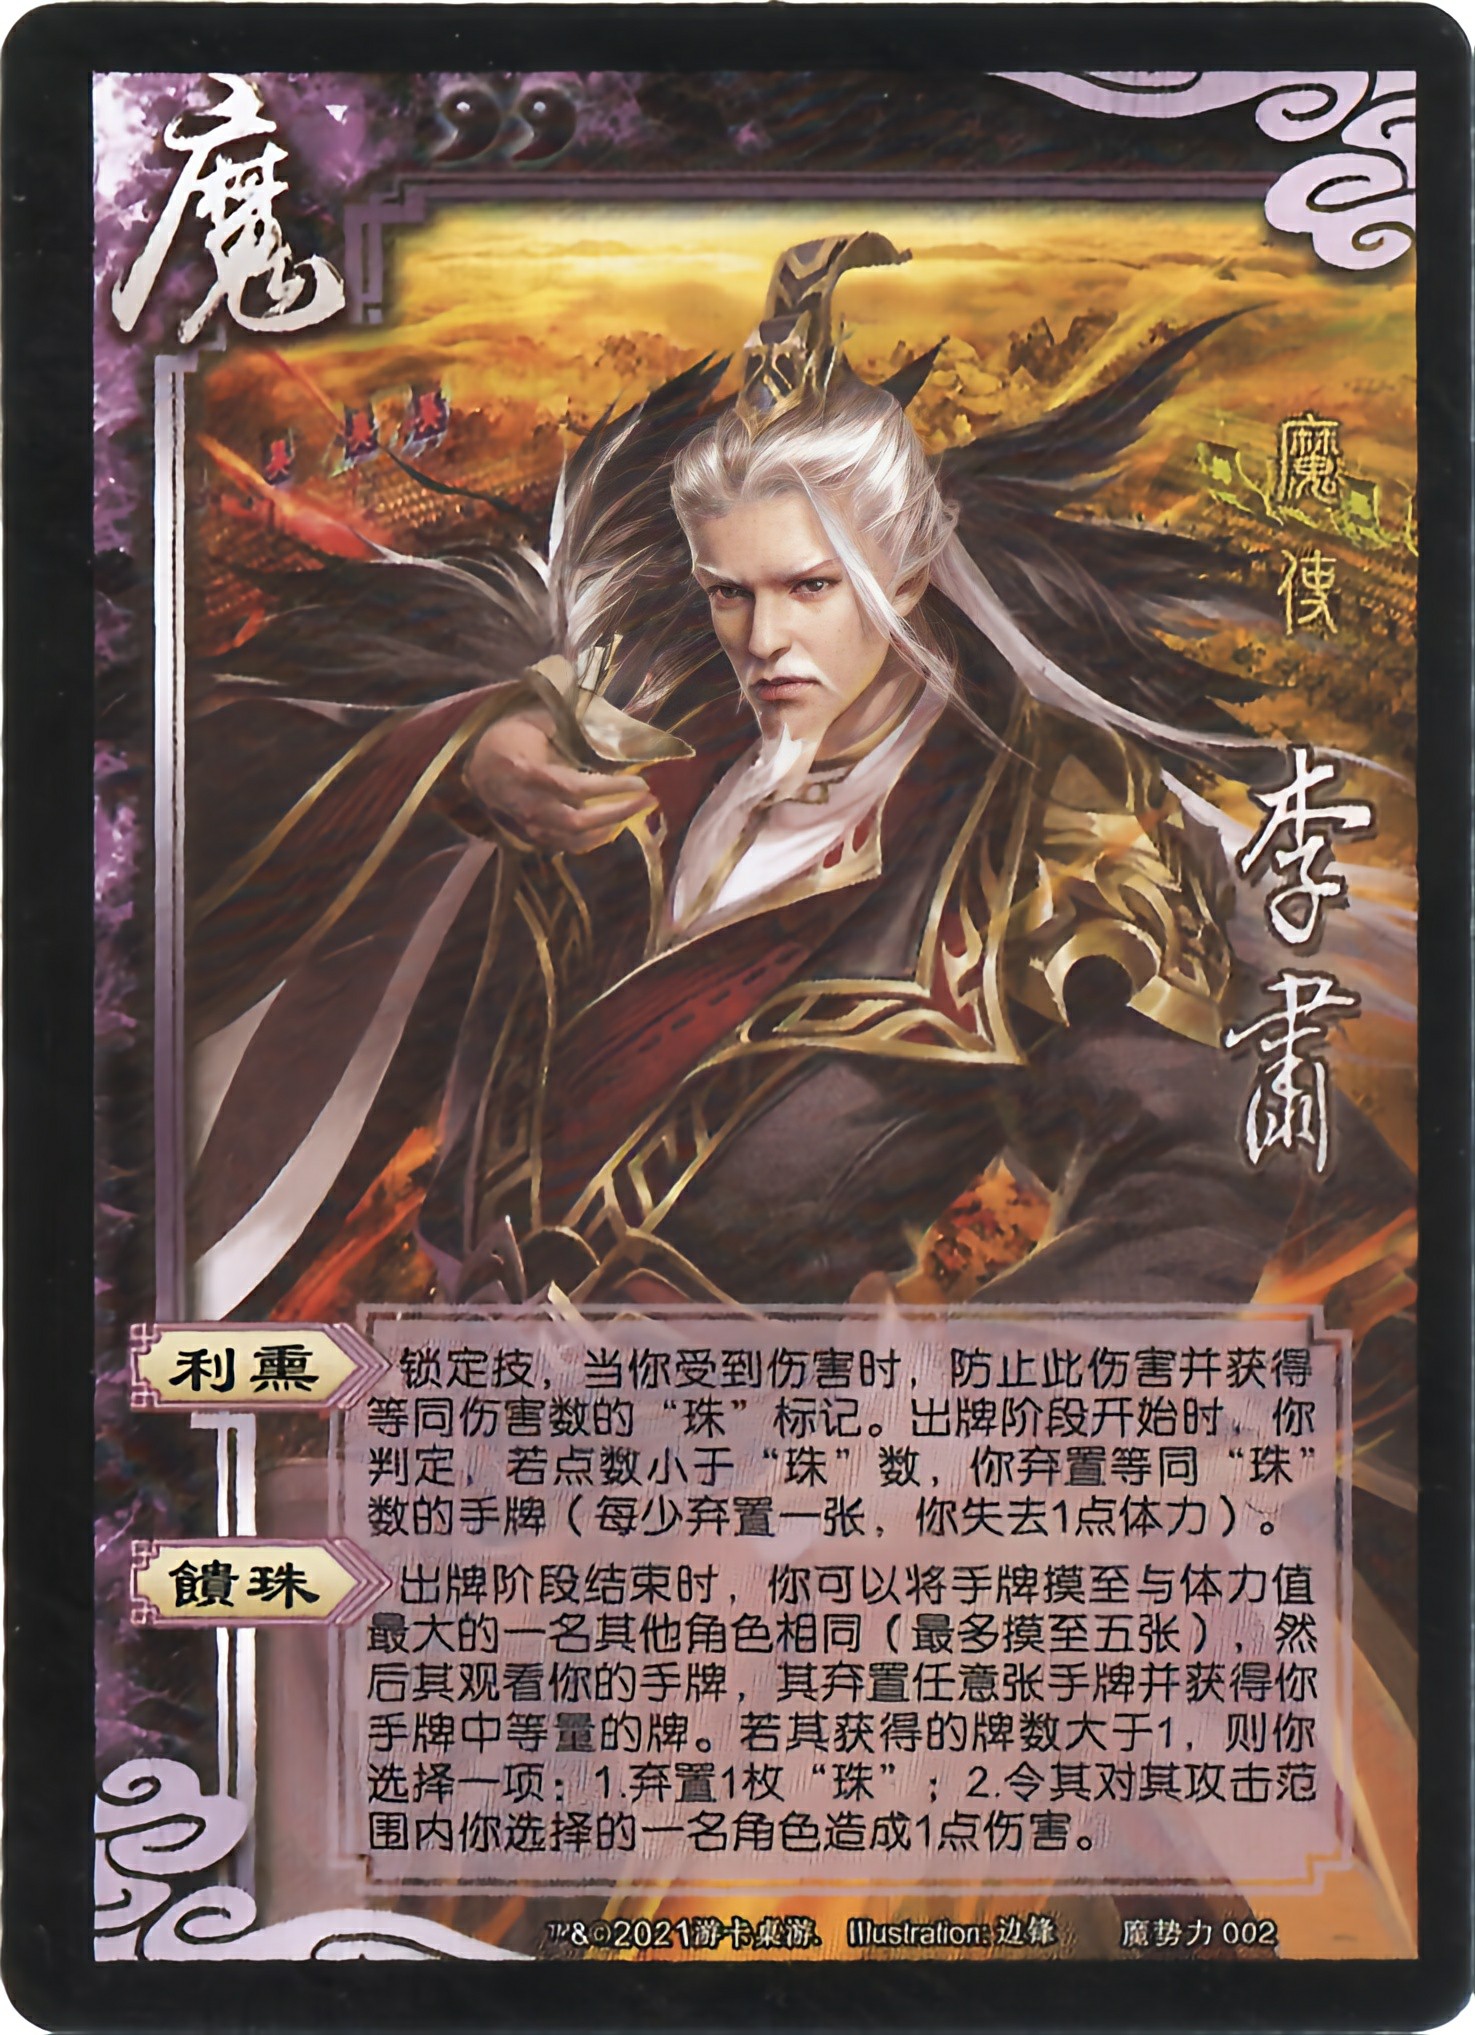 魔
魔使
李肃
利熏
锁定技，当你受到伤害时，防止此伤害并获得
等同伤害数的“珠”标记。出牌阶段开始时，你
判定，若点数小于“珠”数，你弃置等同“珠”
数的手牌（每少弃置一张，你失去1点体力）。
饋珠
出牌阶段结束时，你可以将手牌摸至与体力值
最大的一名其他角色相同（最多摸至五张），然
后其观看你的手牌，其弃置任意张手牌并获得你
手牌中等量的牌。若其获得的牌数大于1，则你
选择一项：1.弃置1枚“珠”；2.令其对其攻击范
围内你选择的一名角色造成1点伤害。
™&©2021游卡桌游. Illustration: 边锋 魔势力 002